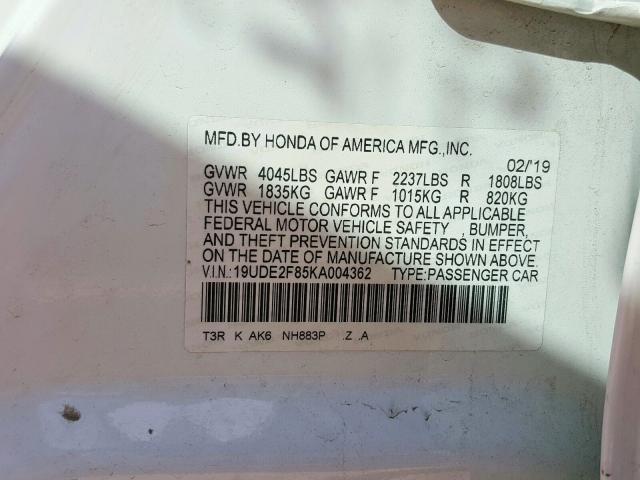 MFD.BY HONDA OF AMERICA MFG.,INC.
02/'19
GVWR 4045LBS GAWR F 2237LBS R 1808LBS
GVWR 1835KG GAWR F 1015KG R 820KG
THIS VEHICLE CONFORMS TO ALL APPLICABLE
FEDERAL MOTOR VEHICLE SAFETY , BUMPER,
AND THEFT PREVENTION STANDARDS IN EFFECT
ON THE DATE OF MANUFACTURE SHOWN ABOVE.
V.I.N.:19UDE2F85KA004362 TYPE:PASSENGER CAR
T3R K AK6 NH883P .Z .A